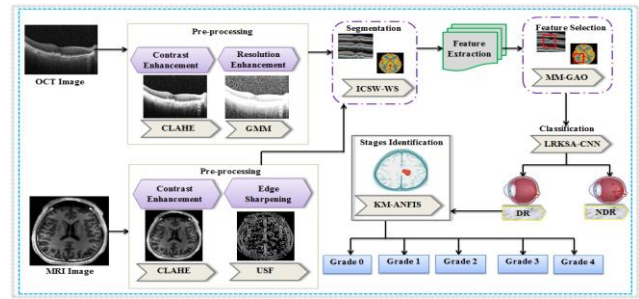 Pre-processing
Contrast
Enhancement
Resolution
Enhancement
OCT Image
CLAHE
GMM
Segmentation
ICSW-WS
Feature
Extraction
Feature Selection
MM-GAO
Classification
LRKSA-CNN
DR
NDR
Stages Identification
KM-ANFIS
Pre-processing
Contrast
Enhancement
Edge
Sharpening
MRI Image
CLAHE
USF
Grade 0
Grade 1
Grade 2
Grade 3
Grade 4